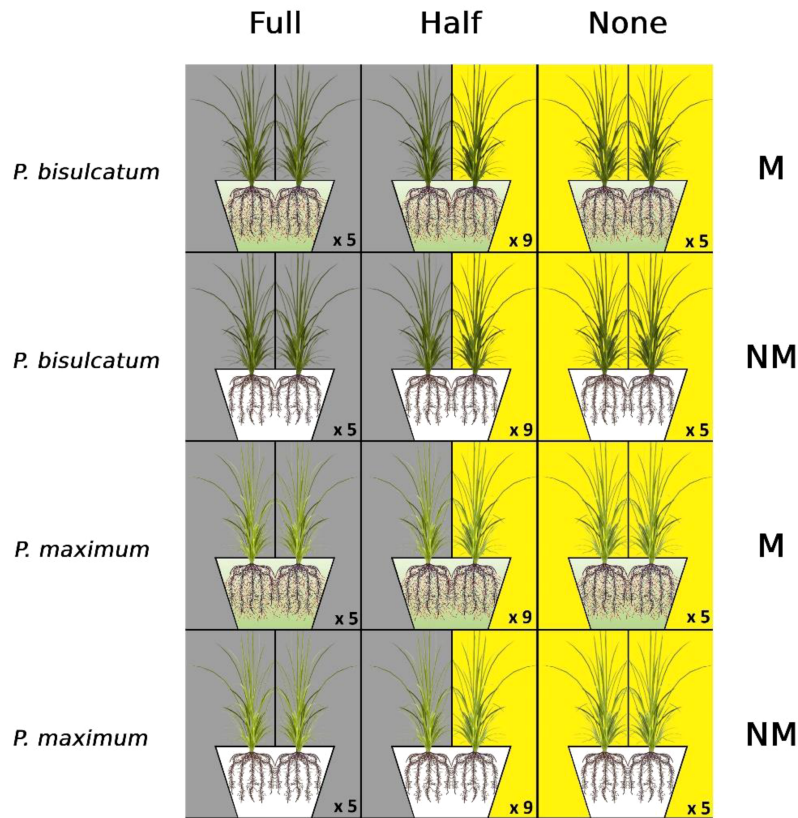 Full Half None
P. bisulcatum M
x 5 x 9 x 5
P. bisulcatum NM
x 5 x 9 x 5
P. maximum M
x 5 x 9 x 5
P. maximum NM
x 5 x 9 x 5